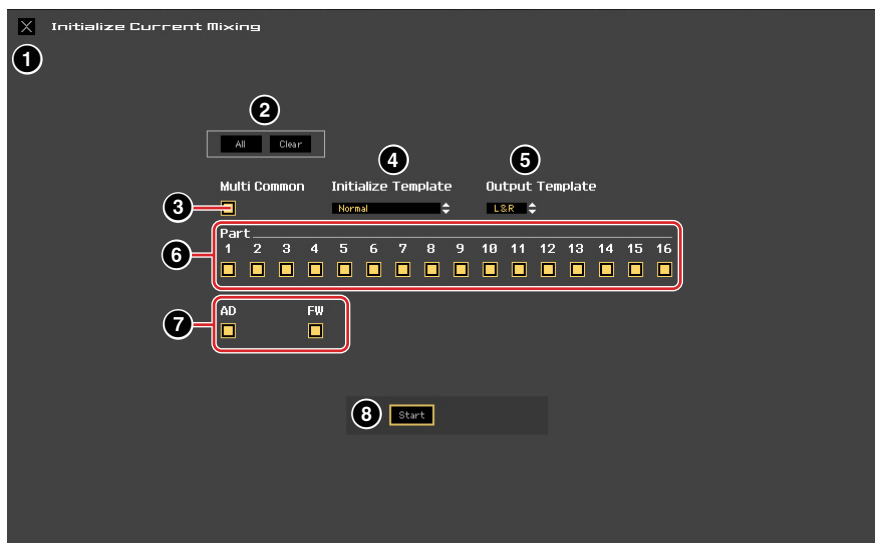 Initialize Current Mixing
1
2
All Clear
4 5
Multi Common Initialize Template Output Template
3 Normal L&R
Part
6 1 2 3 4 5 6 7 8 9 10 11 12 13 14 15 16
AD FW
7
8 Start